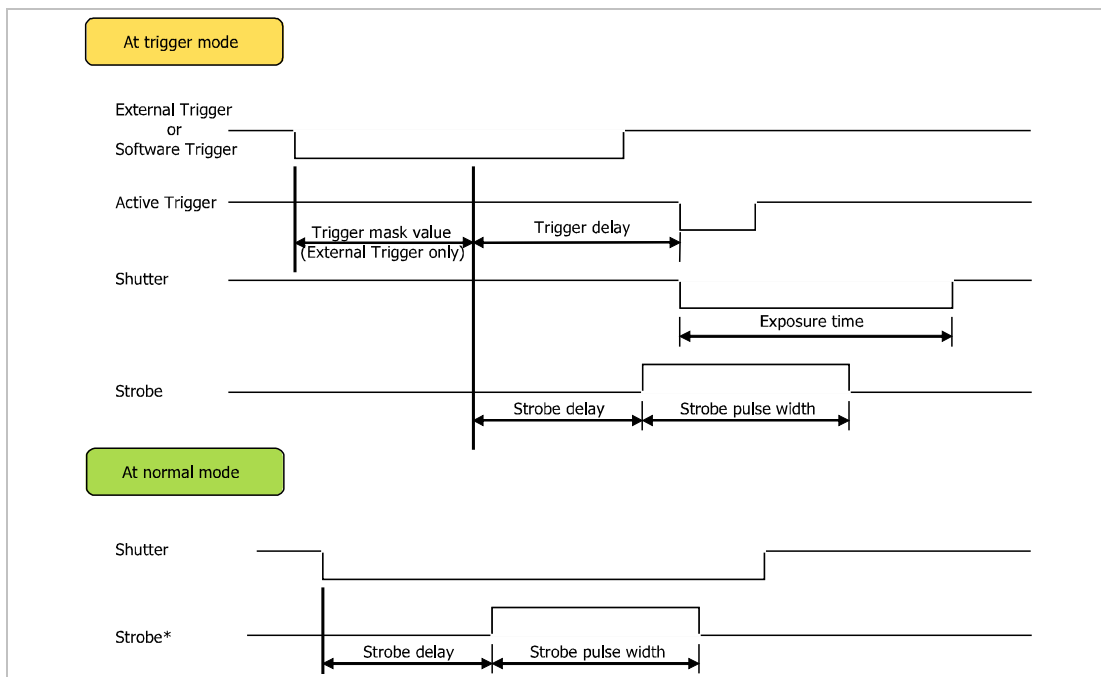 At trigger mode
External Trigger
or
Software Trigger
Active Trigger
Trigger mask value
(External Trigger only)
Trigger delay
Shutter
Exposure time
Strobe
Strobe delay
Strobe pulse width
At normal mode
Shutter
Strobe*
Strobe delay
Strobe pulse width